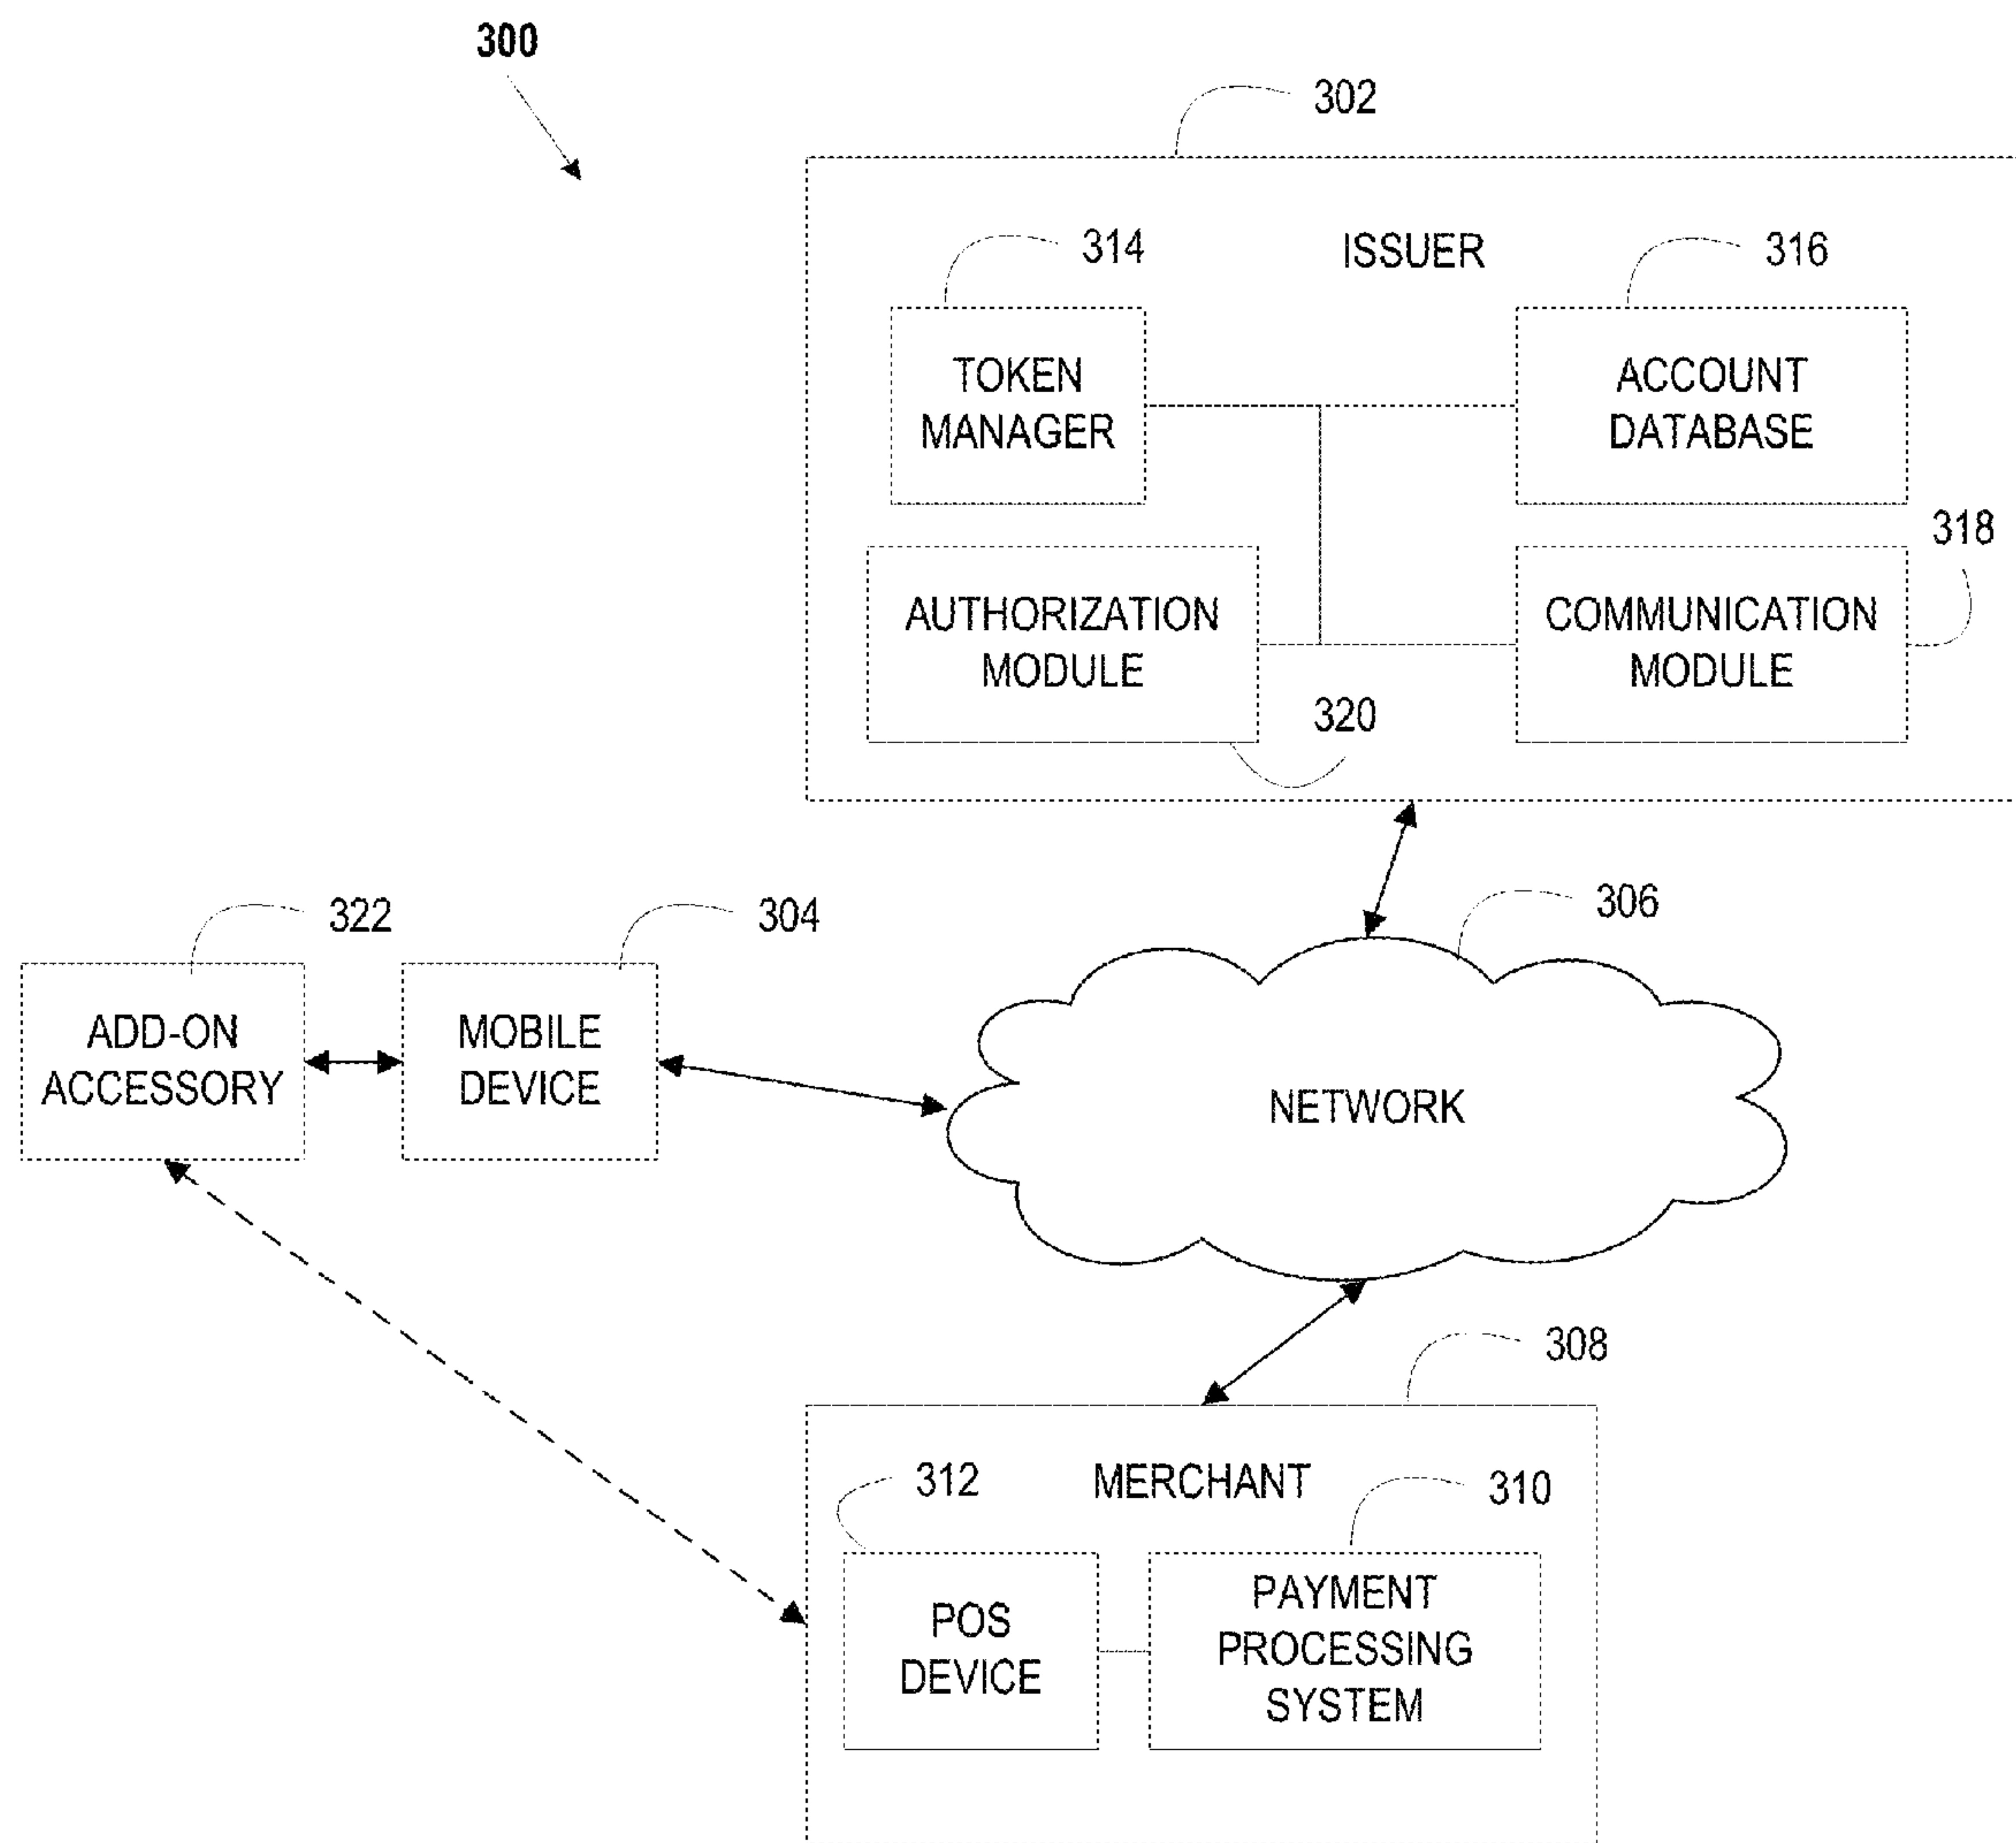 300
302
ISSUER
314
316
TOKEN
MANAGER
ACCOUNT
DATABASE
318
AUTHORIZATION
MODULE
COMMUNICATION
MODULE
320
306
322
304
ADD-ON
ACCESSORY
MOBILE
DEVICE
NETWORK
308
MERCHANT
312
310
POS
DEVICE
PAYMENT
PROCESSING
SYSTEM